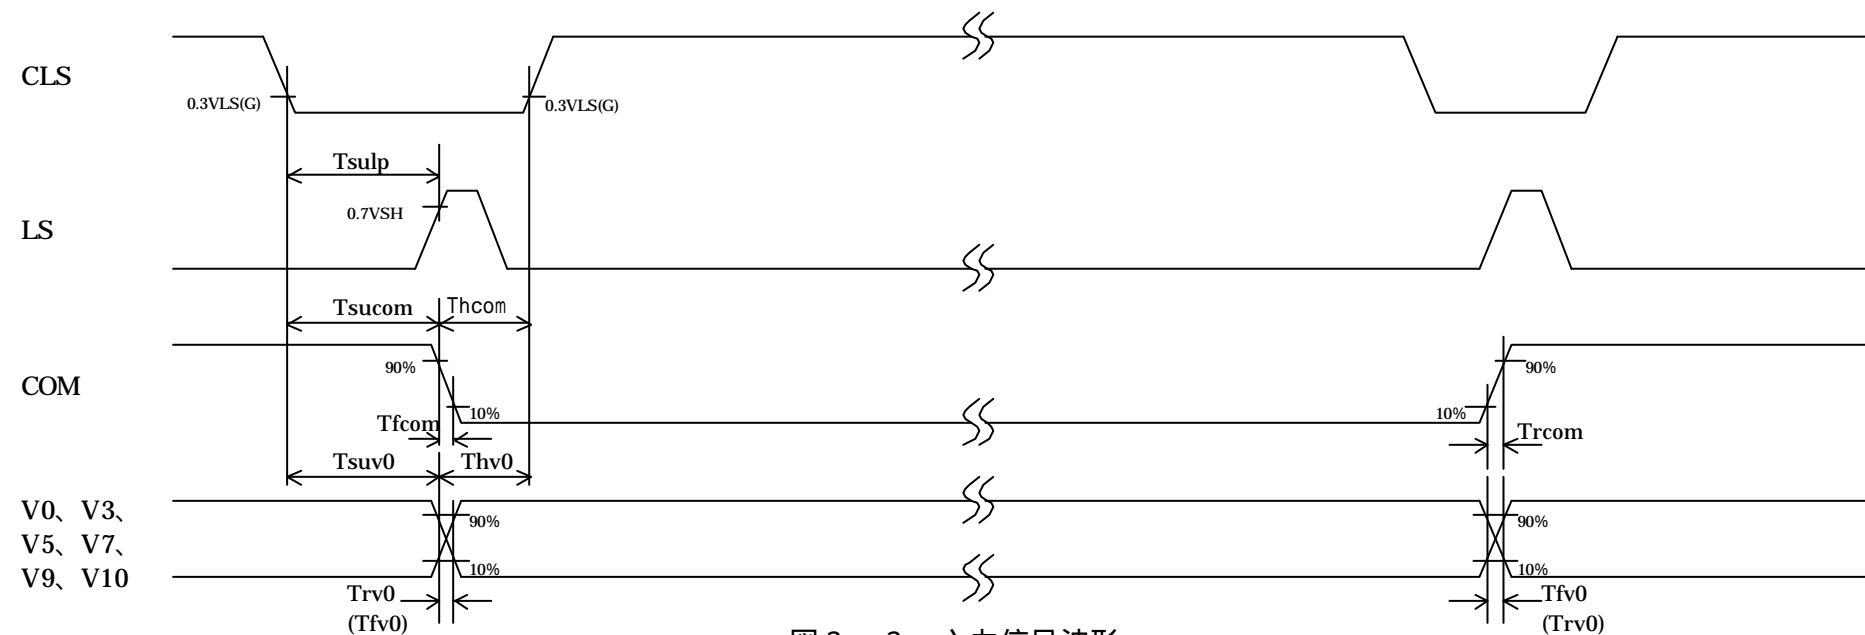 CLS
0.3VLS(G)
0.3VLS(G)
Tsulp
0.7VSH
LS
Tsucom
Thcom
90%
90%
COM
10%
10%
Tfcom
Trcom
Tsuv0
Thv0
V0、V3、
90%
90%
V5、V7、
10%
10%
V9、V10
Trv0
Tfv0
(Tfv0)
(Trv0)